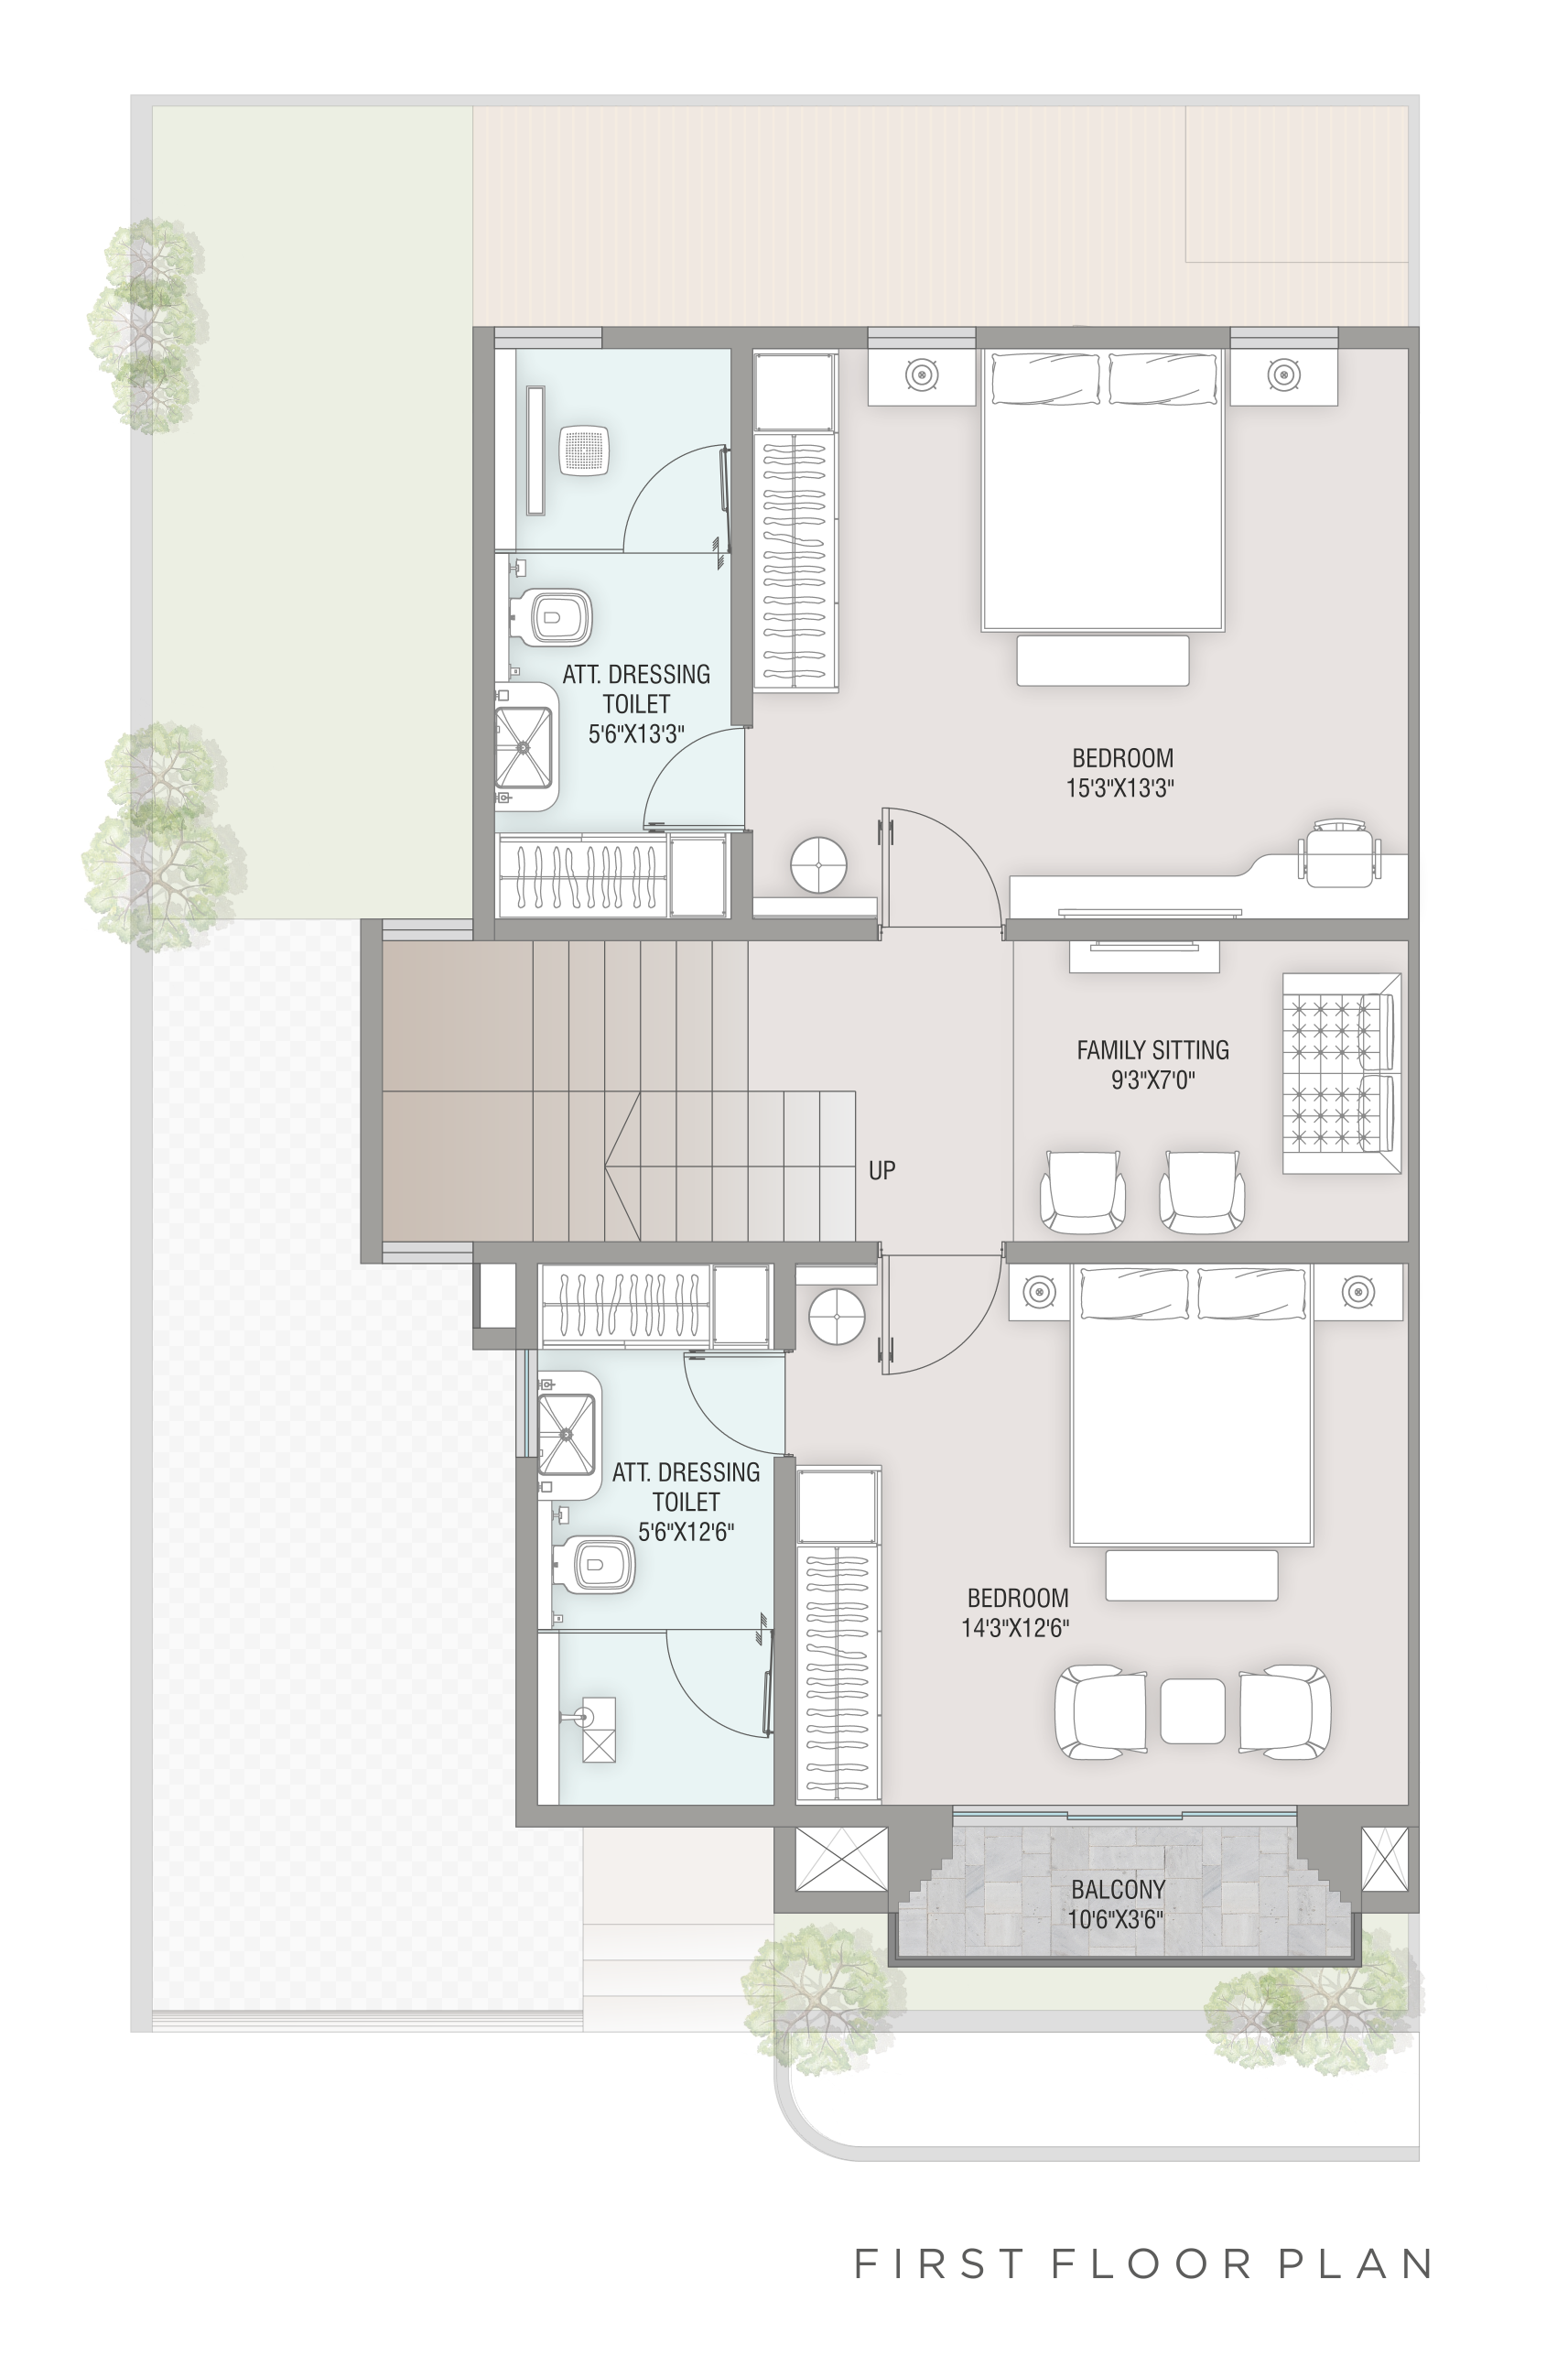 ATT. DRESSING
TOILET
5'6"X13'3"
BEDROOM
15'3"X13'3"
FAMILY SITTING
9'3"X7'0"
UP
ATT. DRESSING
TOILET
5'6"X12'6"
BEDROOM
14'3"X12'6"
BALCONY
10'6"X3'6"
FIRST FLOOR PLAN